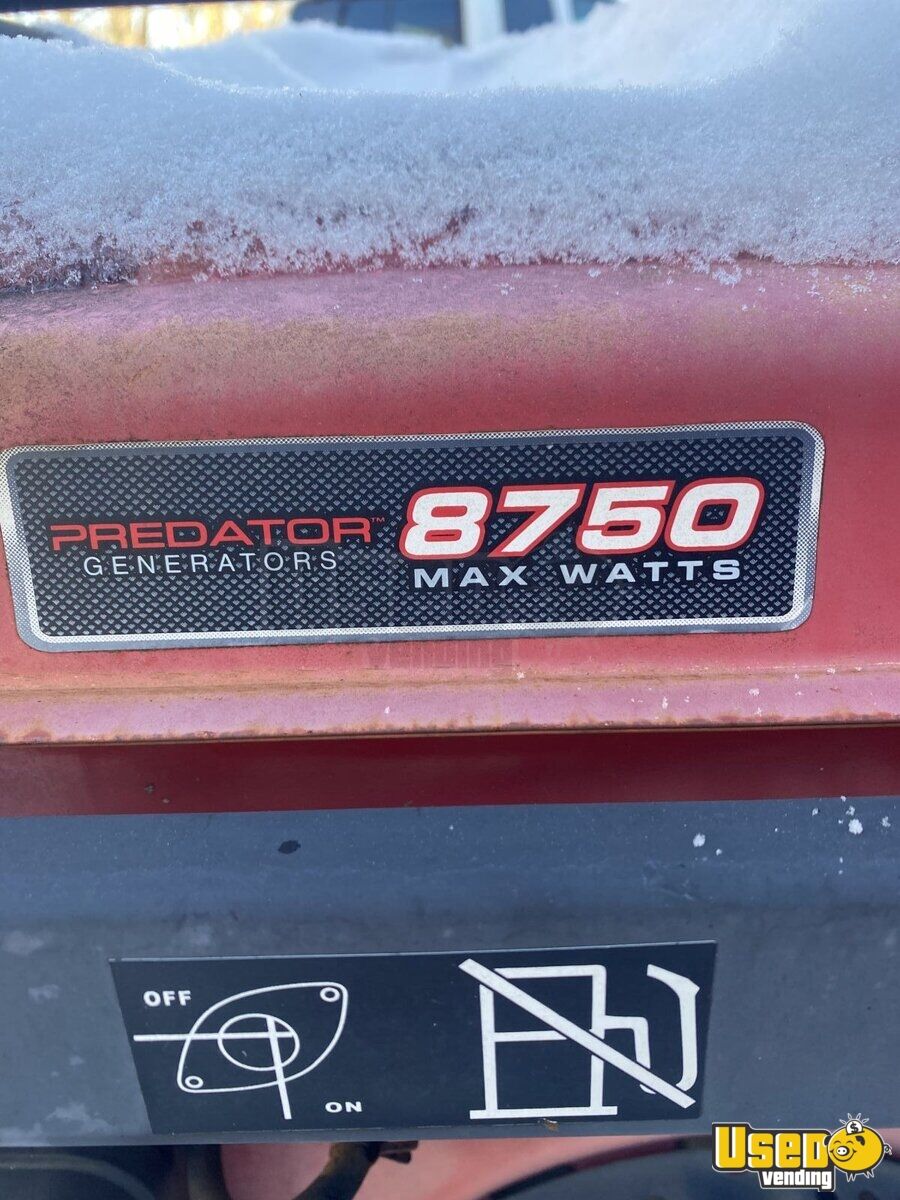 PREDATOR™ 8750
GENERATORS MAX WATTS
OFF
ON
Used
vending